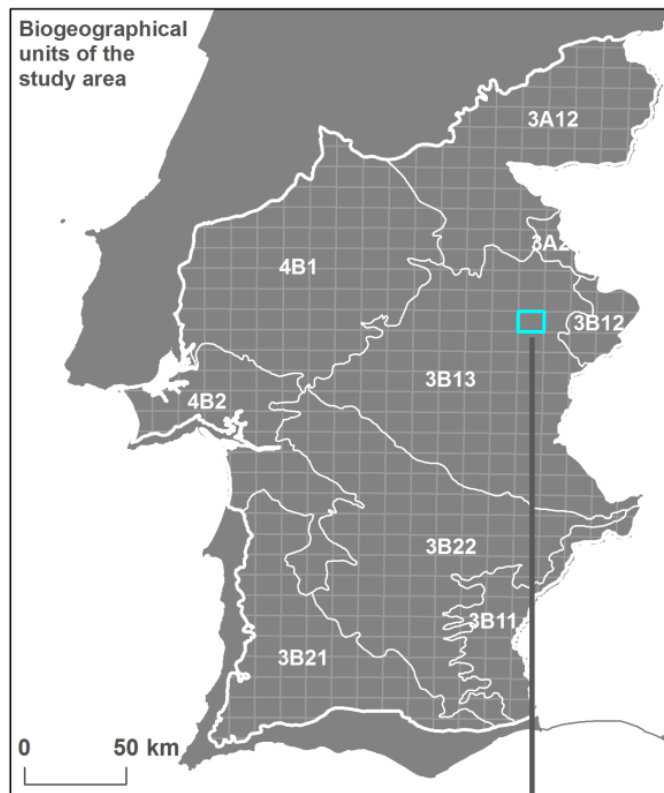 Biogeographical
units of the
study area
3A12
3A2
4B1
3B12
3B13
4B2
3B22
3B11
3B21
0 50 km